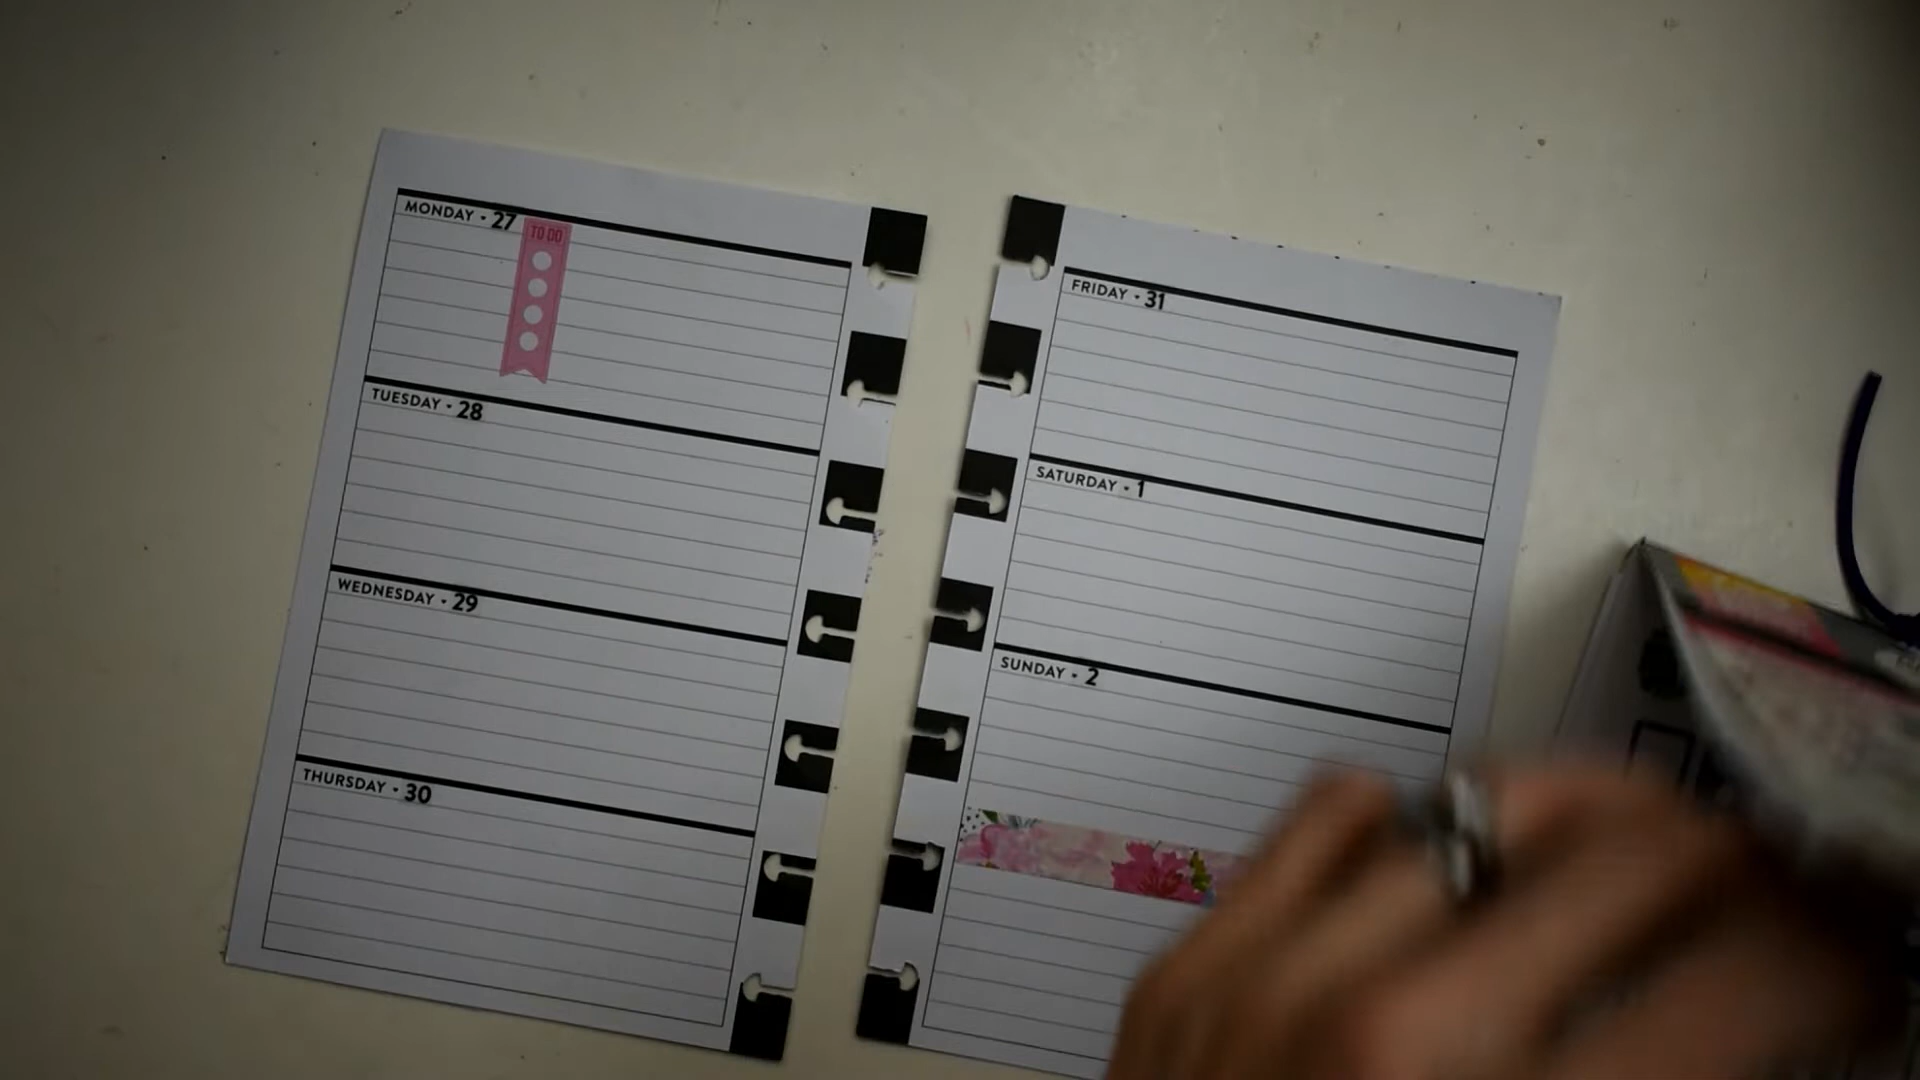 MONDAY • 27
TO DO
TUESDAY • 28
WEDNESDAY • 29
THURSDAY • 30
FRIDAY • 31
SATURDAY • 1
SUNDAY • 2